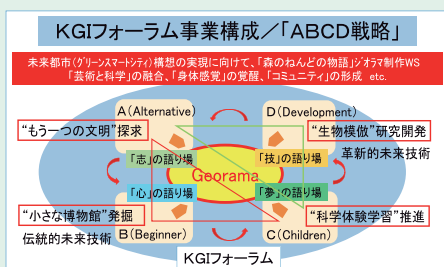 KGIフォーラム事業構成／「ABCD戦略」
未来都市（グリーンスマートシティ）構想の実現に向けて、「森のねんどの物語」ジオラマ制作WS
「芸術と科学」の融合、「身体感覚」の覚醒、「コミュニティ」の形成 etc.
A（Alternative）
D（Development）
“もう一つの文明”探求
“生物模倣”研究開発
革新的未来技術
「志」の語り場
「技」の語り場
Georama
「心」の語り場
「夢」の語り場
“小さな博物館”発掘
“科学体験学習”推進
伝統的未来技術
B（Beginner）
C（Children）
KGIフォーラム